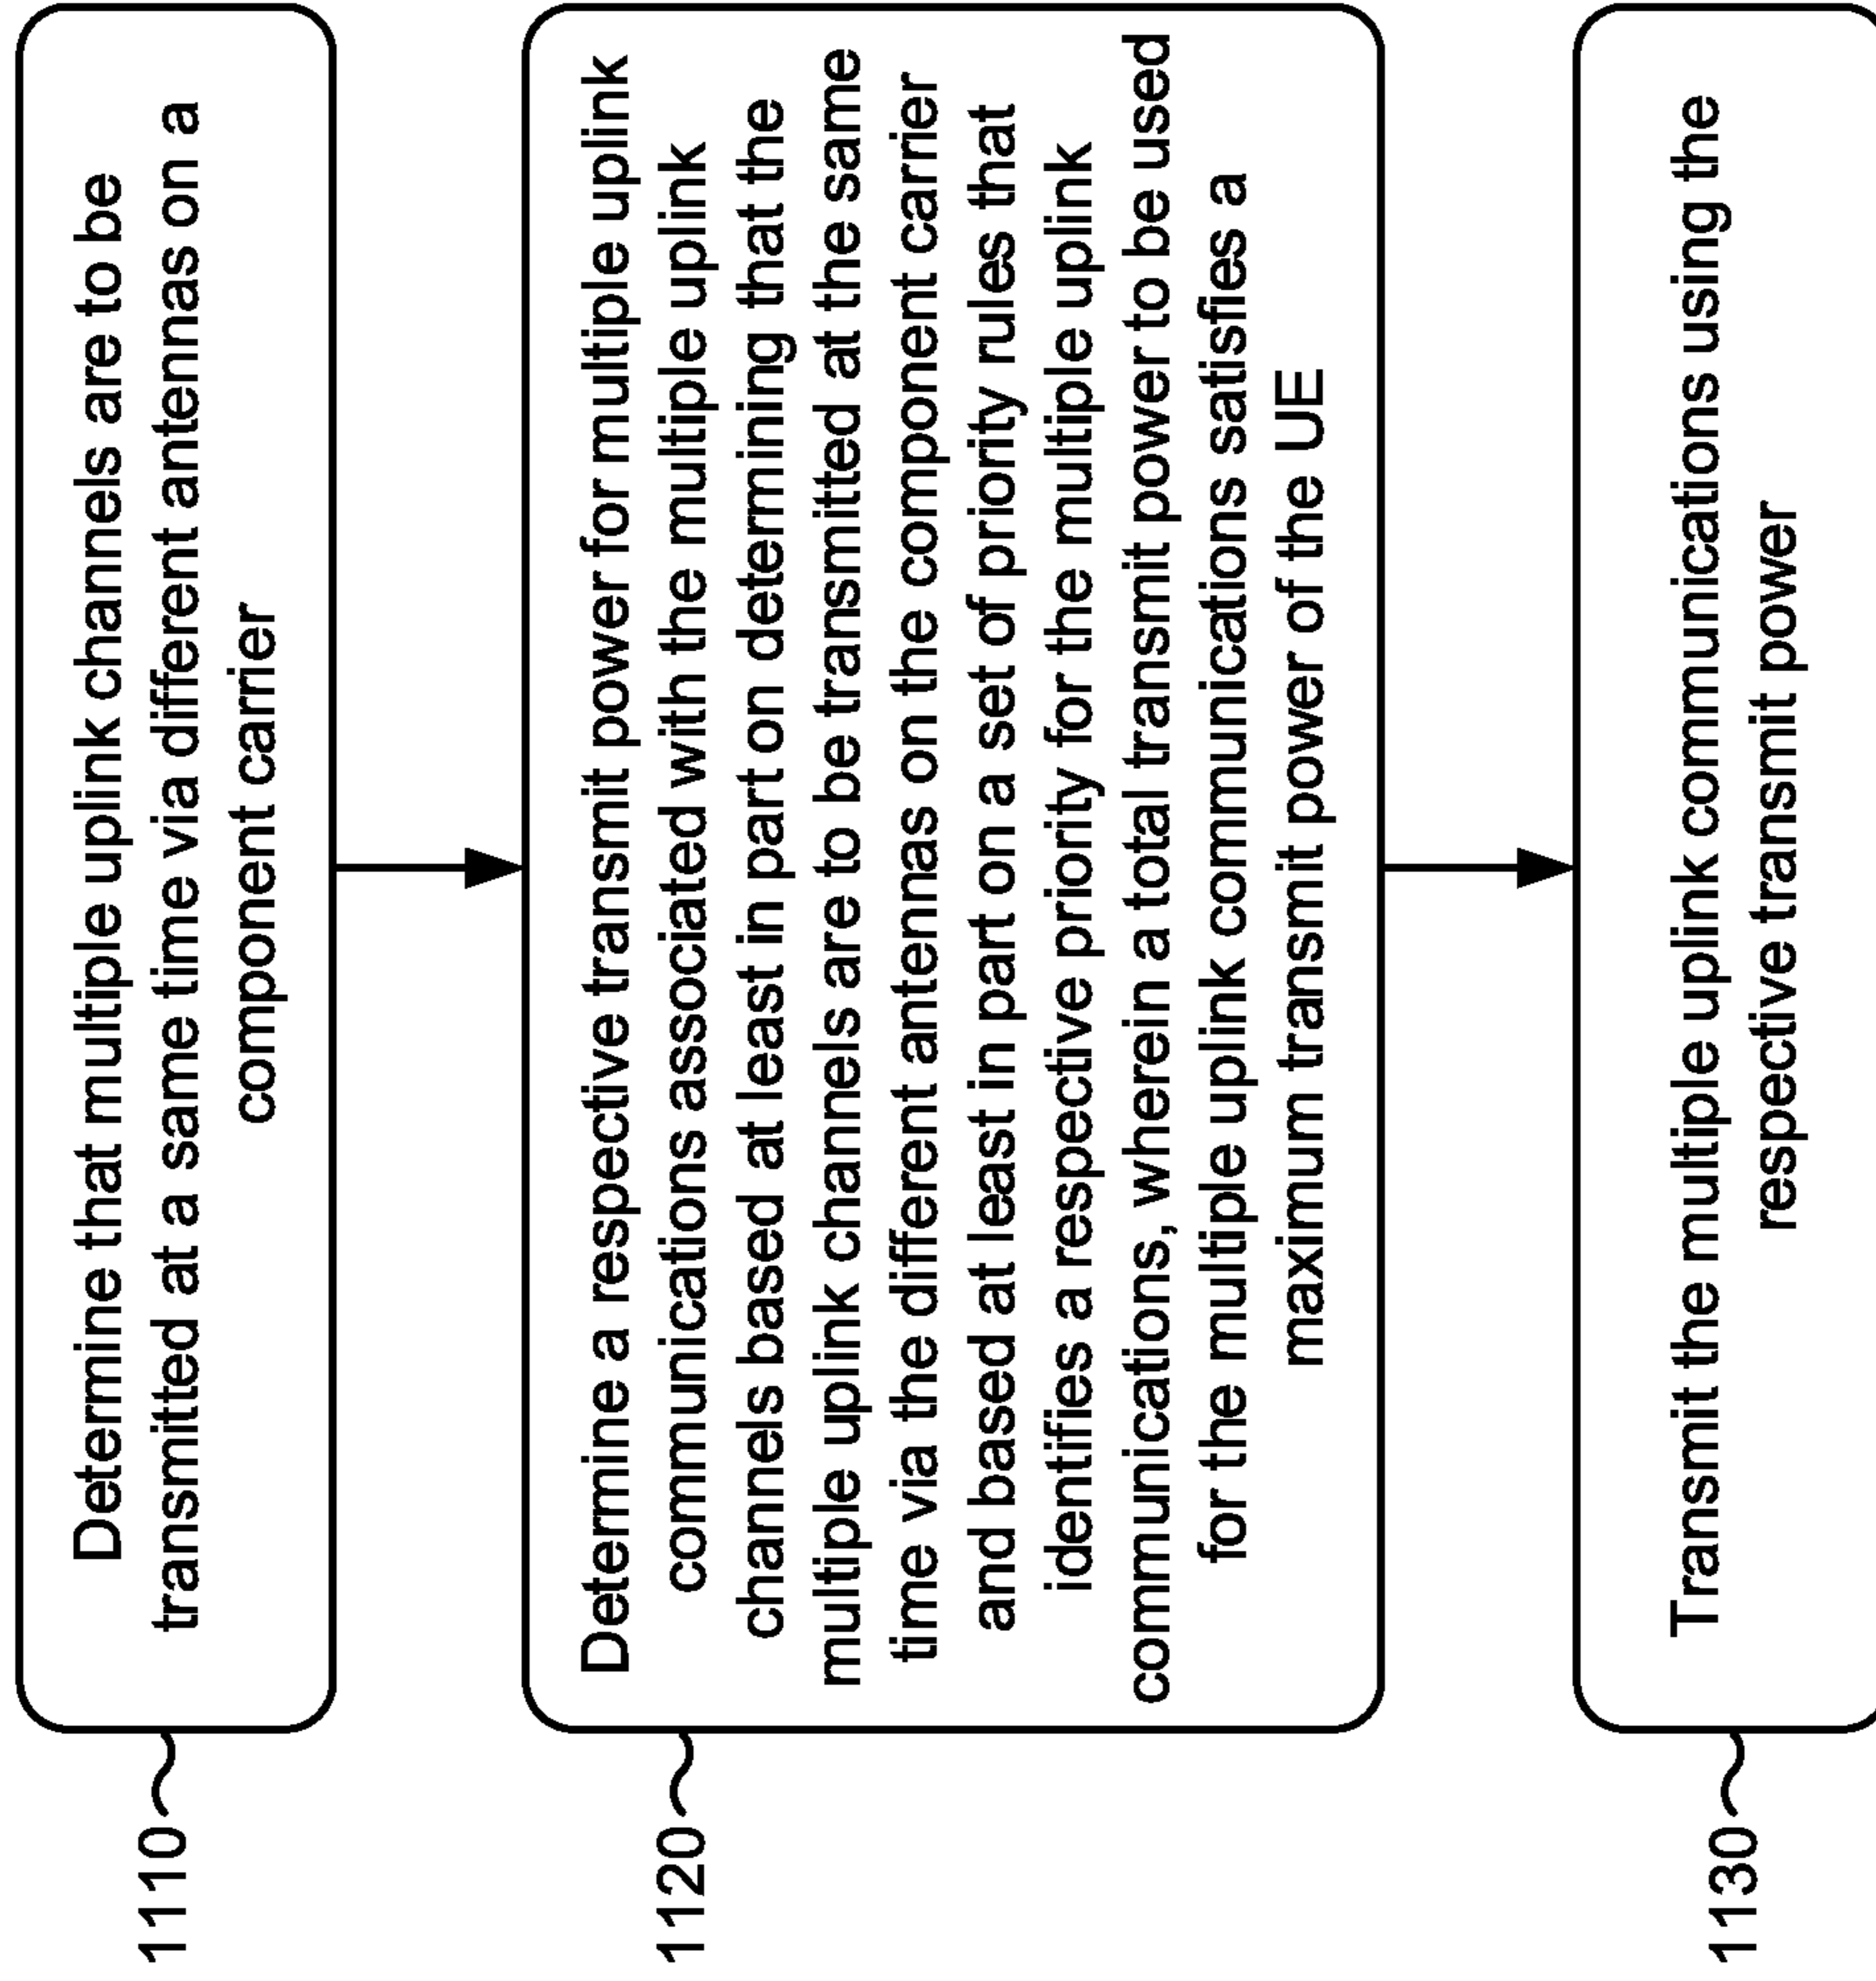 1110
Determine that multiple uplink channels are to be
transmitted at a same time via different antennas on a
component carrier
1120
Determine a respective transmit power for multiple uplink
communications associated with the multiple uplink
channels based at least in part on determining that the
multiple uplink channels are to be transmitted at the same
time via the different antennas on the component carrier
and based at least in part on a set of priority rules that
identifies a respective priority for the multiple uplink
communications, wherein a total transmit power to be used
for the multiple uplink communications satisfies a
maximum transmit power of the UE
1130
Transmit the multiple uplink communications using the
respective transmit power